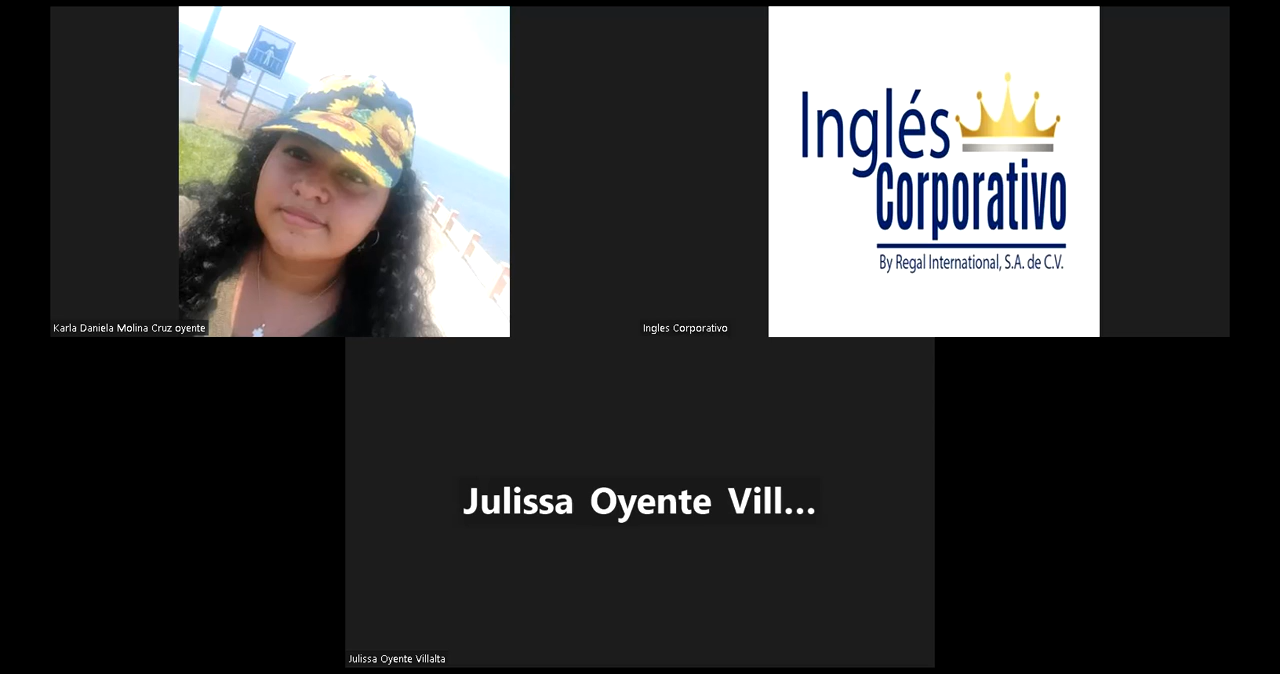 Karla Daniela Molina Cruz oyente
Inglés
Corporativo
By Regal International, S.A. de C.V.
Ingles Corporativo
Julissa Oyente Vill...
Julissa Oyente Villalta